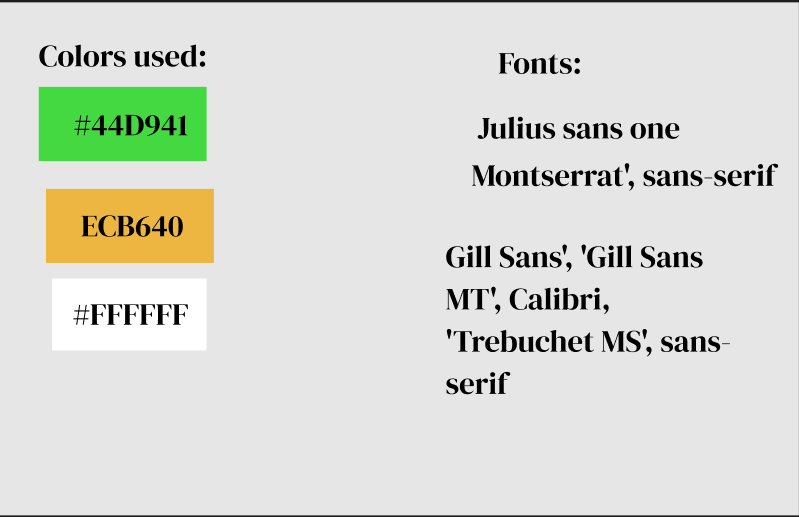 Colors used:
#44D941
ECB640
#FFFFFF
Fonts:
Julius sans one
Montserrat', sans-serif
Gill Sans', 'Gill Sans
MT', Calibri,
'Trebuchet MS', sans-
serif